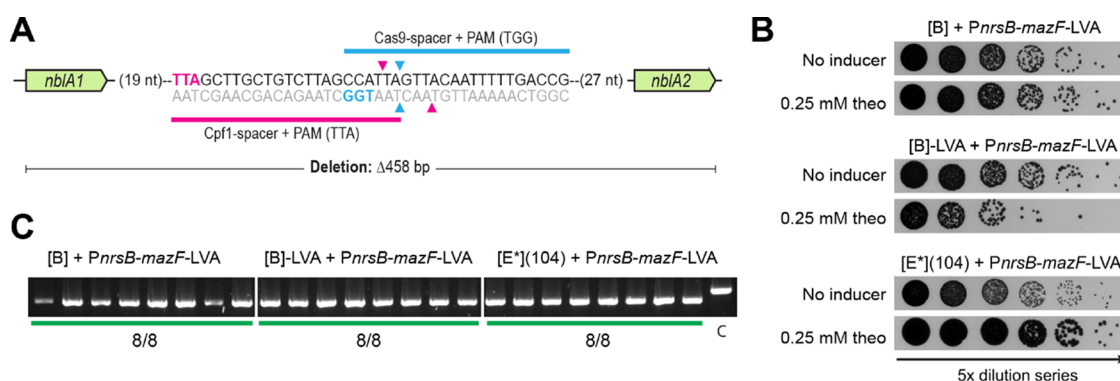 A
Cas9-spacer + PAM (TGG)
nblA1
(19 nt)--TTAGCTTGCTGTCTTAGCCATTAGTTACAATTTTTGACCG--(27 nt)
nblA2
AATCGAACGACAGAATCGGTAATCAATGTTAAAAACTGGC
Cpf1-spacer + PAM (TTA)
Deletion: Δ458 bp
B
[B] + PnrsB-mazF-LVA
No inducer
0.25 mM theo
[B]-LVA + PnrsB-mazF-LVA
No inducer
0.25 mM theo
[E*](104) + PnrsB-mazF-LVA
No inducer
0.25 mM theo
5x dilution series
C
[B] + PnrsB-mazF-LVA
[B]-LVA + PnrsB-mazF-LVA
[E*](104) + PnrsB-mazF-LVA
8/8
8/8
8/8
C